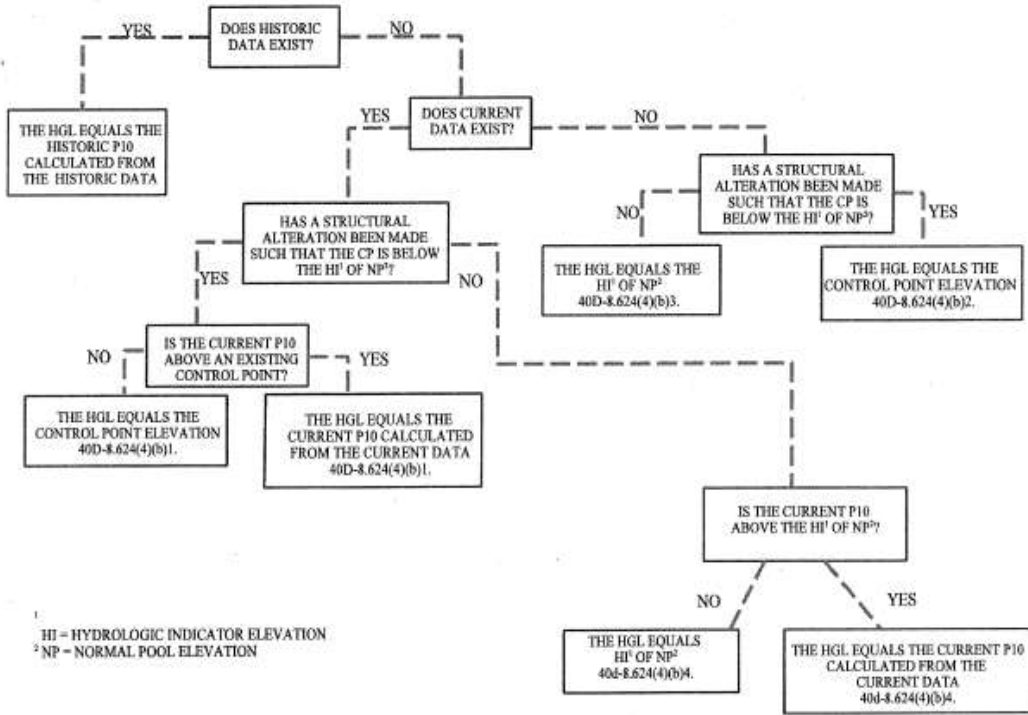 YES
DOES HISTORIC
DATA EXIST?
NO
THE HGL EQUALS THE
HISTORIC P10
CALCULATED FROM
THE HISTORIC DATA
YES
DOES CURRENT
DATA EXIST?
NO
HAS A STRUCTURAL
ALTERATION BEEN MADE
SUCH THAT THE CP IS
BELOW THE HI¹ OF NP²?
NO
YES
THE HGL EQUALS THE
HI¹ OF NP²
40D-8.624(4)(b)3.
THE HGL EQUALS THE
CONTROL POINT ELEVATION
40D-8.624(4)(b)2.
HAS A STRUCTURAL
ALTERATION BEEN MADE
SUCH THAT THE CP IS BELOW
THE HI¹ OF NP²?
YES
NO
IS THE CURRENT P10
ABOVE AN EXISTING
CONTROL POINT?
NO
YES
THE HGL EQUALS THE
CONTROL POINT ELEVATION
40D-8.624(4)(b)1.
THE HGL EQUALS THE
CURRENT P10 CALCULATED
FROM THE CURRENT DATA
40D-8.624(4)(b)1.
IS THE CURRENT P10
ABOVE THE HI¹ OF NP²?
NO
YES
THE HGL EQUALS
HI¹ OF NP²
40d-8.624(4)(b)4.
THE HGL EQUALS THE CURRENT P10
CALCULATED FROM THE
CURRENT DATA
40d-8.624(4)(b)4.
1
HI = HYDROLOGIC INDICATOR ELEVATION
² NP = NORMAL POOL ELEVATION